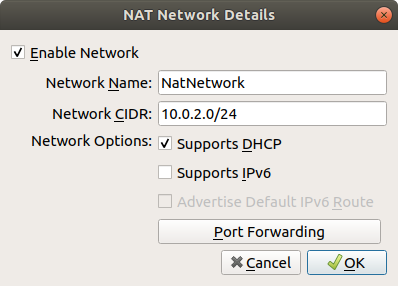 NAT Network Details
Enable Network
Network Name: NatNetwork
Network CIDR: 10.0.2.0/24
Network Options: Supports DHCP
Supports IPv6
Advertise Default IPv6 Route
Port Forwarding
Cancel OK